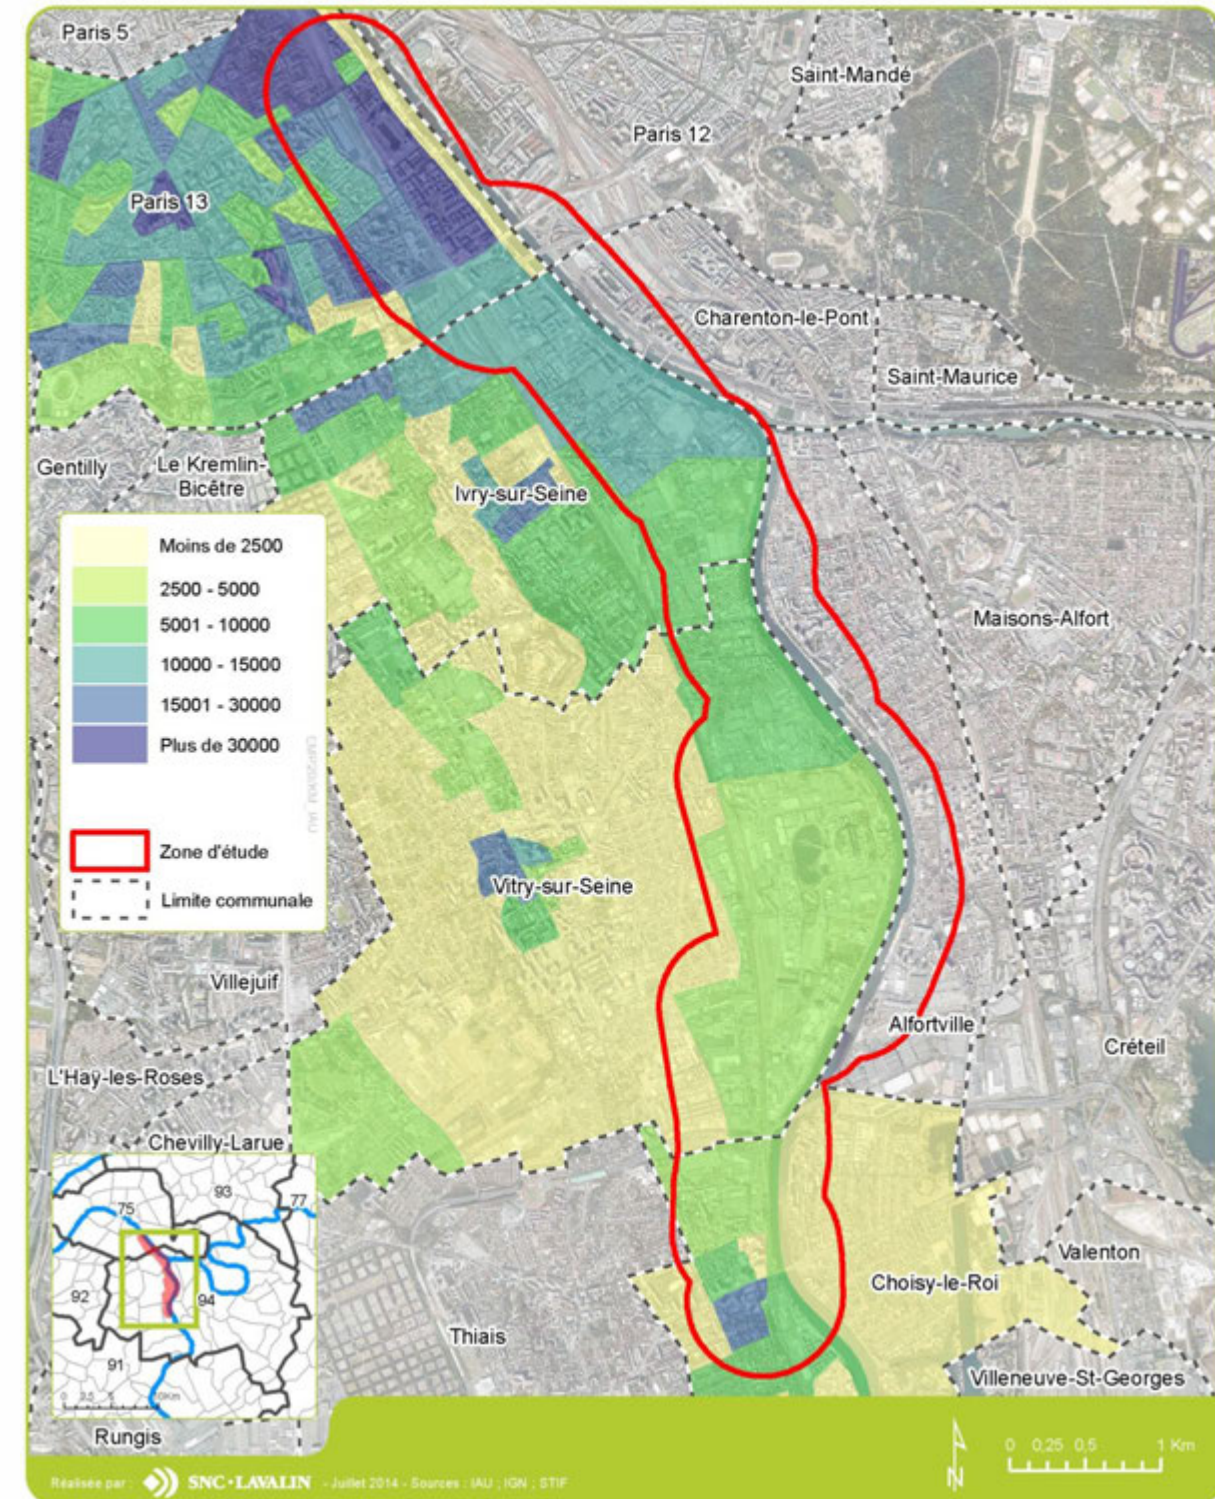 Paris 5
Saint-Mandé
Paris 12
Paris 13
Charenton-le-Pont
Saint-Maurice
Gentilly
Le Kremlin-
Bicêtre
Ivry-sur-Seine
Moins de 2500
2500 - 5000
5001 - 10000
10000 - 15000
15001 - 30000
Plus de 30000
Zone d'étude
Limite communale
Maisons-Alfort
Vitry-sur-Seine
Villejuif
Alfortville
Créteil
L'Haÿ-les-Roses
Chevilly-Larue
93
77
75
92
94
91
Valenton
Choisy-le-Roi
Thiais
Villeneuve-St-Georges
Rungis
N
0 0,25 0,5 1 Km
Réalisée par : SNC·LAVALIN - Juillet 2014 - Sources : IAU ; IGN ; STIF